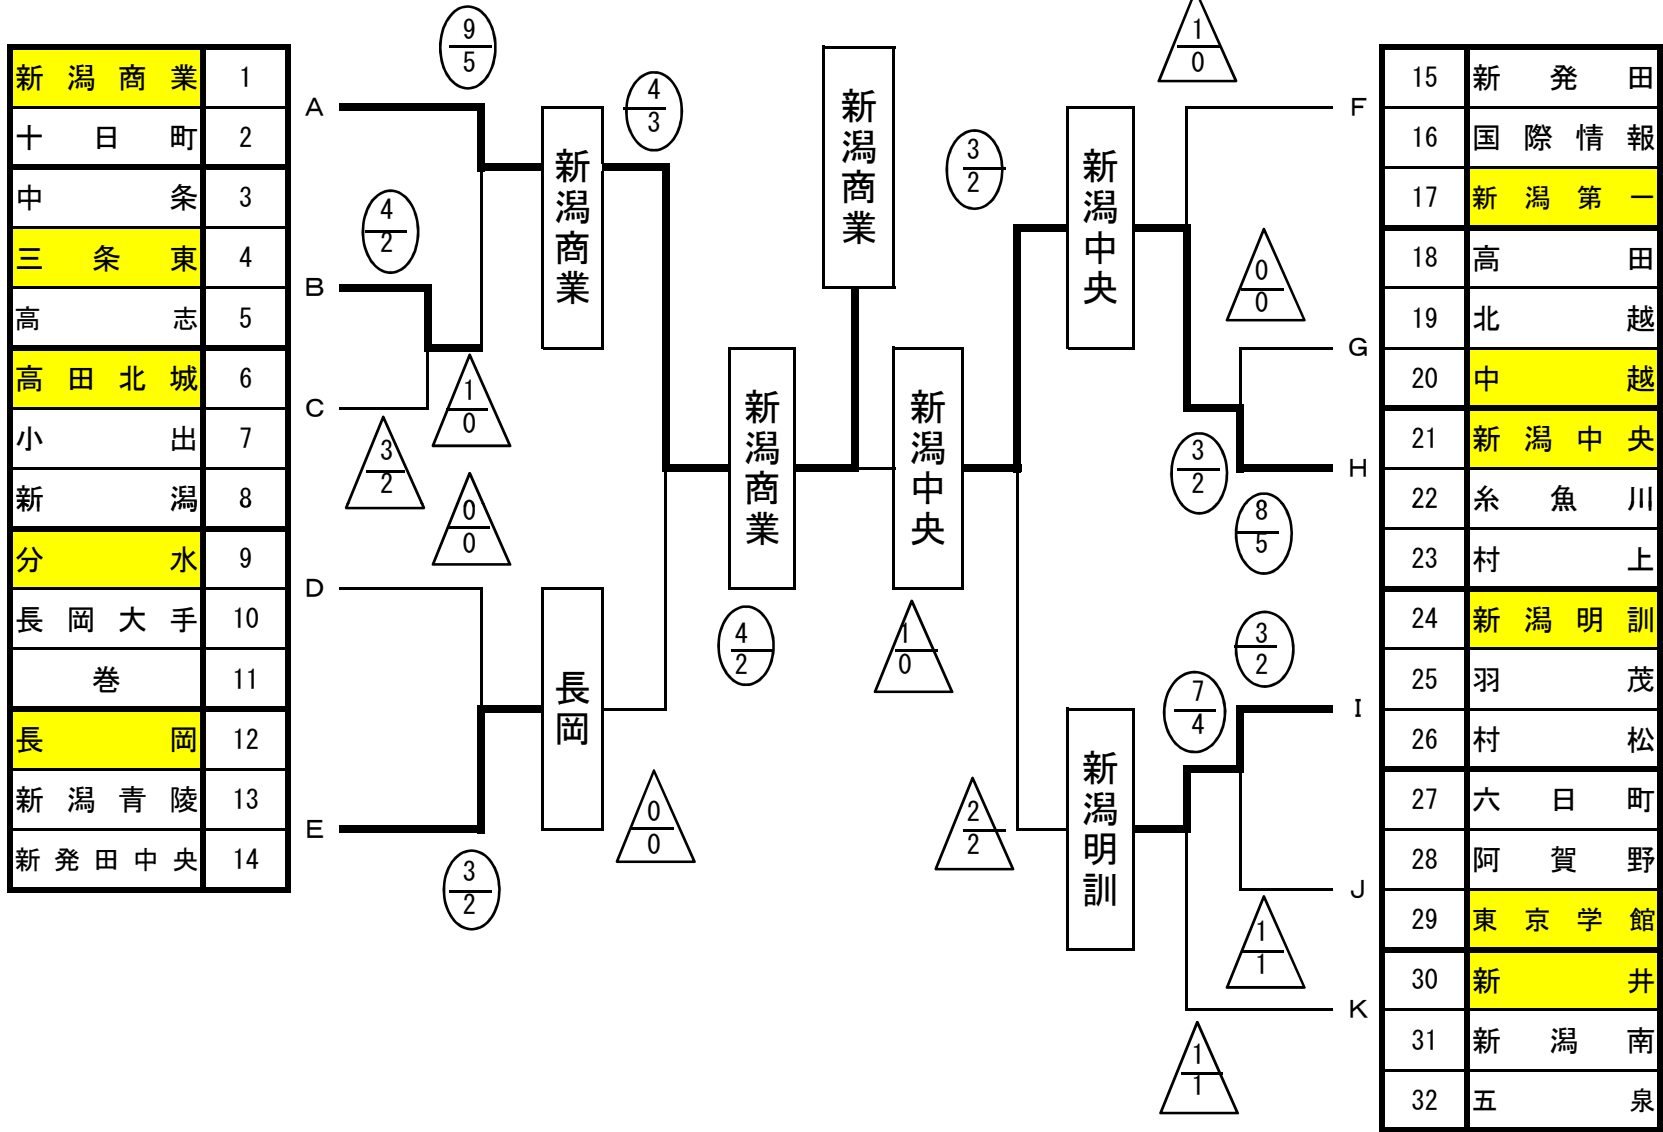 新潟商業 1
十日町 2
中条 3
三条東 4
高志 5
高田北城 6
小出 7
新潟 8
分水 9
長岡大手 10
巻 11
長岡 12
新潟青陵 13
新発田中央 14
A
B
C
D
E
9
5
4
2
3
2
1
0
0
0
3
2
新潟商業
長岡
4
3
0
0
新潟商業
4
2
新潟商業
新潟中央
1
0
3
2
2
2
新潟中央
新潟明訓
1
0
0
0
3
2
8
5
3
2
7
4
1
1
1
1
F
G
H
I
J
K
15 新発田
16 国際情報
17 新潟第一
18 高田
19 北越
20 中越
21 新潟中央
22 糸魚川
23 村上
24 新潟明訓
25 羽茂
26 村松
27 六日町
28 阿賀野
29 東京学館
30 新井
31 新潟南
32 五泉